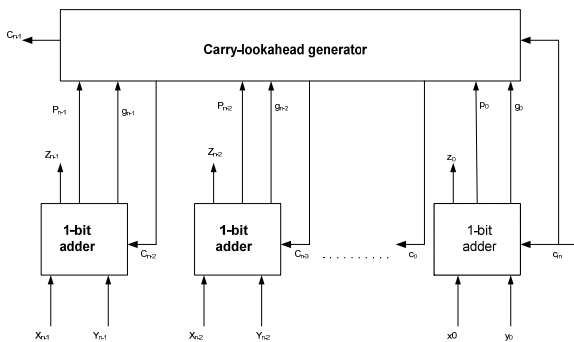 Cn-1
Carry-lookahead generator
Pn-1
gn-1
Pn-2
gn-2
p0
g0
Zn-1
Zn-2
z0
1-bit
adder
Cn-2
1-bit
adder
Cn-3
. . . . . . . . . .
c0
1-bit
adder
cin
Xn-1
Yn-1
Xn-2
Yn-2
x0
y0